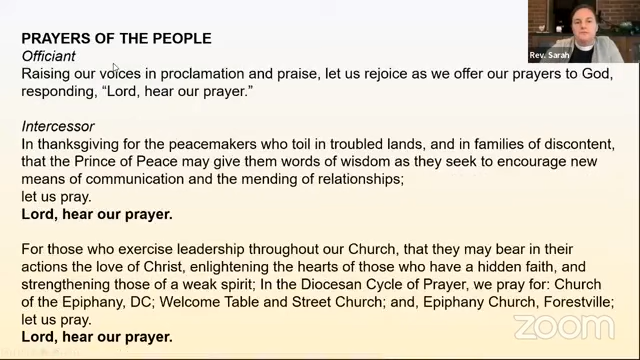 PRAYERS OF THE PEOPLE
Officiant
Raising our voices in proclamation and praise, let us rejoice as we offer our prayers to God,
responding, “Lord, hear our prayer.”
Intercessor
In thanksgiving for the peacemakers who toil in troubled lands, and in families of discontent,
that the Prince of Peace may give them words of wisdom as they seek to encourage new
means of communication and the mending of relationships;
let us pray.
Lord, hear our prayer.
For those who exercise leadership throughout our Church, that they may bear in their
actions the love of Christ, enlightening the hearts of those who have a hidden faith, and
strengthening those of a weak spirit; In the Diocesan Cycle of Prayer, we pray for: Church
of the Epiphany, DC; Welcome Table and Street Church; and, Epiphany Church, Forestville;
let us pray.
Lord, hear our prayer.
Rev. Sarah
zoom